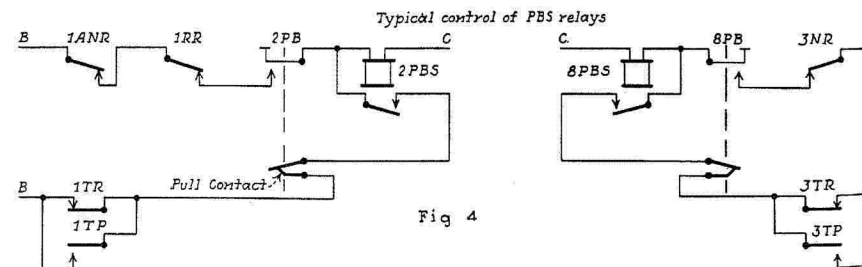 Typical control of PBS relays
B 1ANR 1RR 2PB C C. 8PB 3NR
2PBS 8PBS
Pull Contact
B 1TR 3TR
Fig 4
1TP 3TP